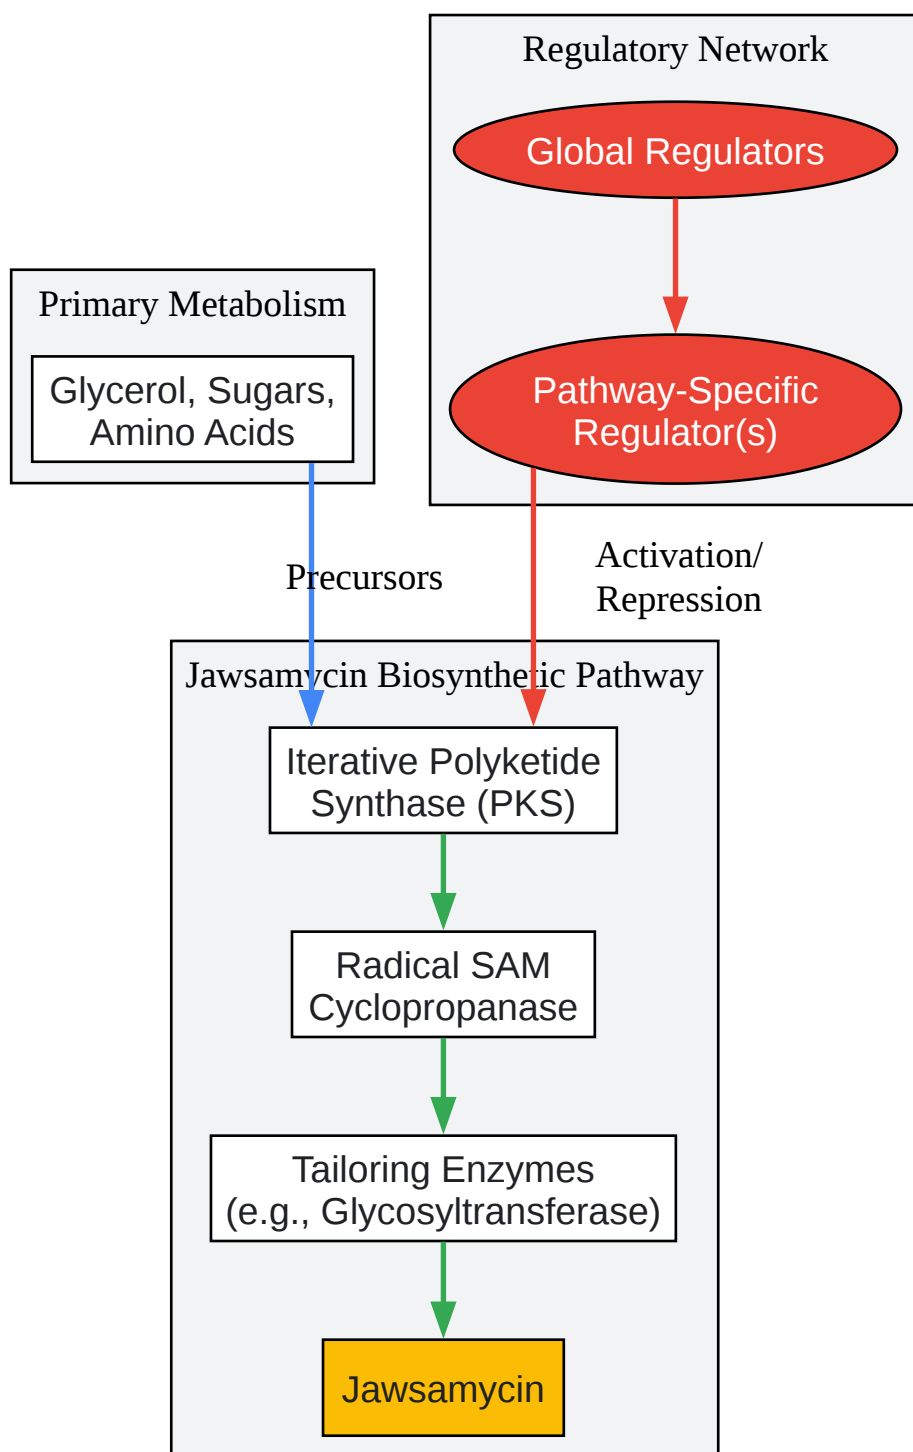 Regulatory Network
Global Regulators
Primary Metabolism
Glycerol, Sugars,
Amino Acids
Pathway-Specific
Regulator(s)
Precursors
Activation/
Repression
Jawsamycin Biosynthetic Pathway
Iterative Polyketide
Synthase (PKS)
Radical SAM
Cyclopropanase
Tailoring Enzymes
(e.g., Glycosyltransferase)
Jawsamycin